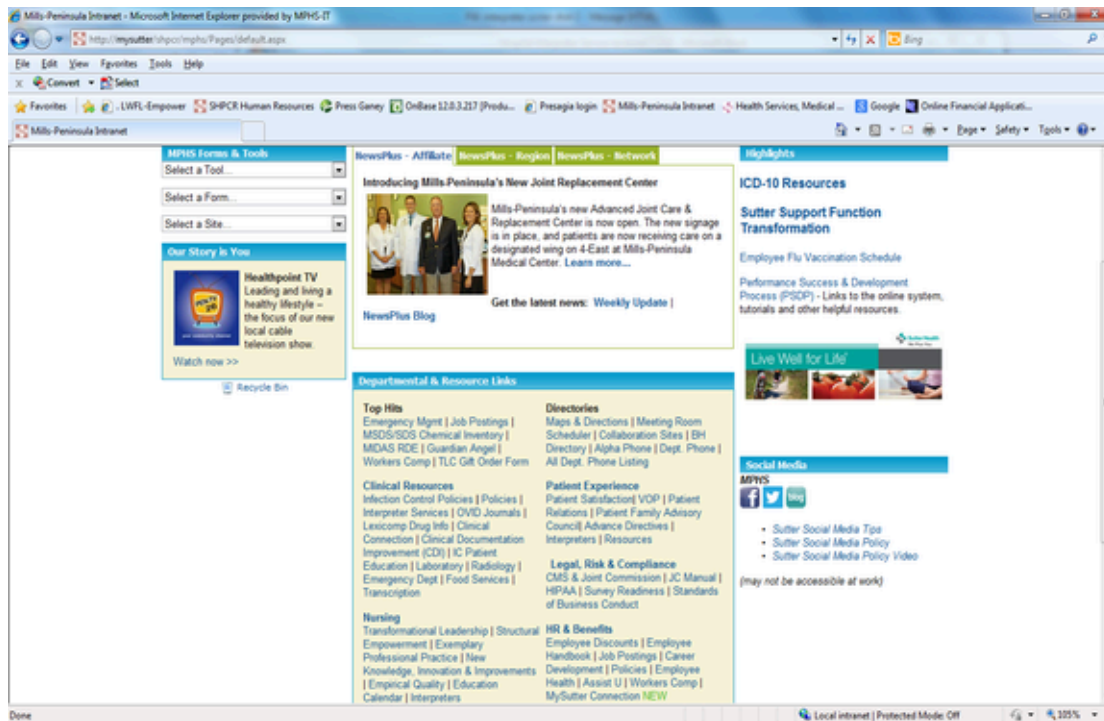 Mills-Peninsula Intranet - Microsoft Internet Explorer provided by MPHS-IT
http://mysutter/shpcr/mphs/Pages/default.aspx
Bing
File Edit View Favorites Tools Help
x Convert Select
Favorites LWFL-Empower SHPCR Human Resources Press Ganey OnBase 12.0.3.217 [Produ... Presagia login Mills-Peninsula Intranet Health Services, Medical ... Google Online Financial Applicati...
Mills-Peninsula Intranet
Page Safety Tools
MPHS Forms & Tools
Select a Tool...
Select a Form...
Select a Site...
Our Story is You
Healthpoint TV
Leading and living a
healthy lifestyle –
the focus of our new
local cable
television show.
Watch now >>
Recycle Bin
NewsPlus - Affiliate NewsPlus - Region NewsPlus - Network
Introducing Mills-Peninsula's New Joint Replacement Center
Mills-Peninsula's new Advanced Joint Care &
Replacement Center is now open. The new signage
is in place, and patients are now receiving care on a
designated wing on 4-East at Mills-Peninsula
Medical Center. Learn more...
Get the latest news: Weekly Update |
NewsPlus Blog
Departmental & Resource Links
Top Hits
Emergency Mgmt | Job Postings |
MSDS/SDS Chemical Inventory |
MIDAS RDE | Guardian Angel |
Workers Comp | TLC Gift Order Form
Clinical Resources
Infection Control Policies | Policies |
Interpreter Services | OVID Journals |
Lexicomp Drug Info | Clinical
Connection | Clinical Documentation
Improvement (CDI) | IC Patient
Education | Laboratory | Radiology |
Emergency Dept | Food Services |
Transcription
Nursing
Transformational Leadership | Structural
Empowerment | Exemplary
Professional Practice | New
Knowledge, Innovation & Improvements
| Empirical Quality | Education
Calendar | Interpreters
Directories
Maps & Directions | Meeting Room
Scheduler | Collaboration Sites | BH
Directory | Alpha Phone | Dept. Phone |
All Dept. Phone Listing
Patient Experience
Patient Satisfaction| VOP | Patient
Relations | Patient Family Advisory
Council| Advance Directives |
Interpreters | Resources
Legal, Risk & Compliance
CMS & Joint Commission | JC Manual |
HIPAA | Survey Readiness | Standards
of Business Conduct
HR & Benefits
Employee Discounts | Employee
Handbook | Job Postings | Career
Development | Policies | Employee
Health | Assist U | Workers Comp |
MySutter Connection NEW
Highlights
ICD-10 Resources
Sutter Support Function
Transformation
Employee Flu Vaccination Schedule
Performance Success & Development
Process (PSDP) - Links to the online system,
tutorials and other helpful resources.
Sutter Health
Live Well for Life
Social Media
MPHS
blog
Sutter Social Media Tips
Sutter Social Media Policy
Sutter Social Media Policy Video
(may not be accessible at work)
Done
Local intranet | Protected Mode: Off
105%